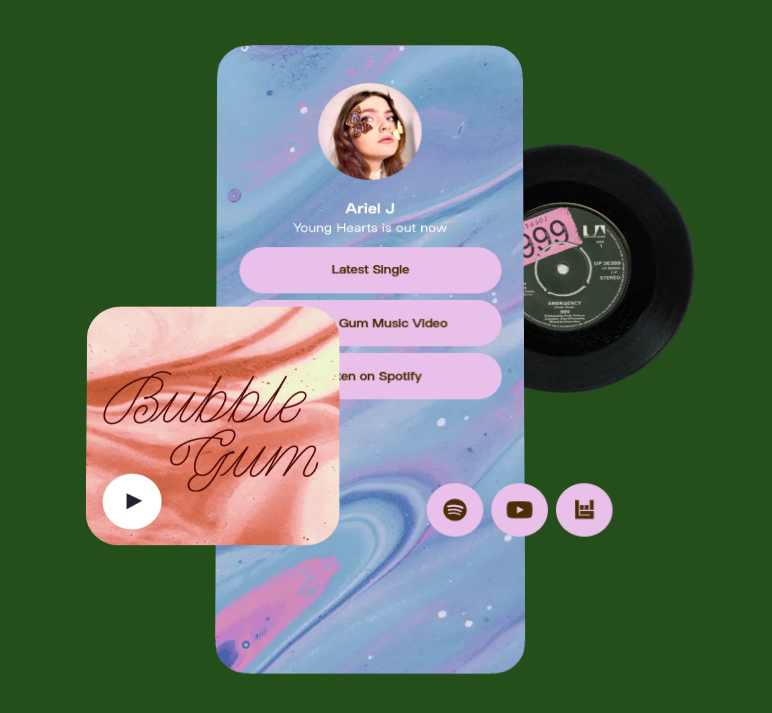 Ariel J
Young Hearts is out now
Latest Single
Gum Music Video
ten on Spotify
Bubble
Gum
999
UP 36399
STEREO
EMERGENCY
999